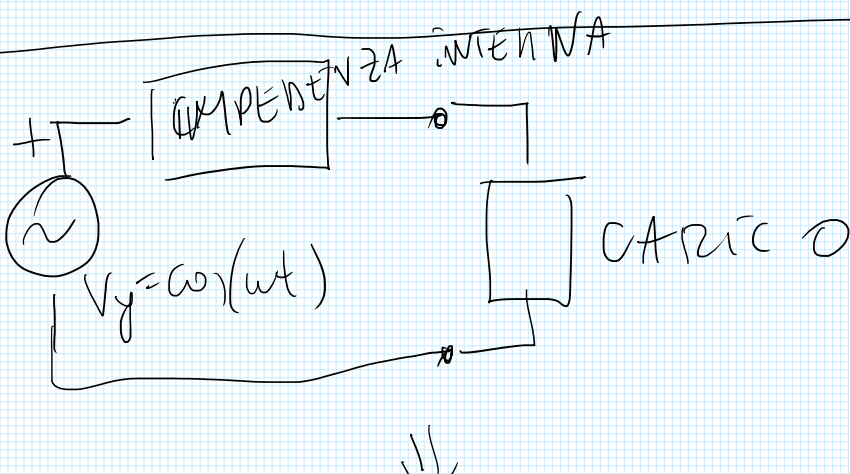 IMPEDENZA INTERNA
+
CARICO
Vg=cos(wt)